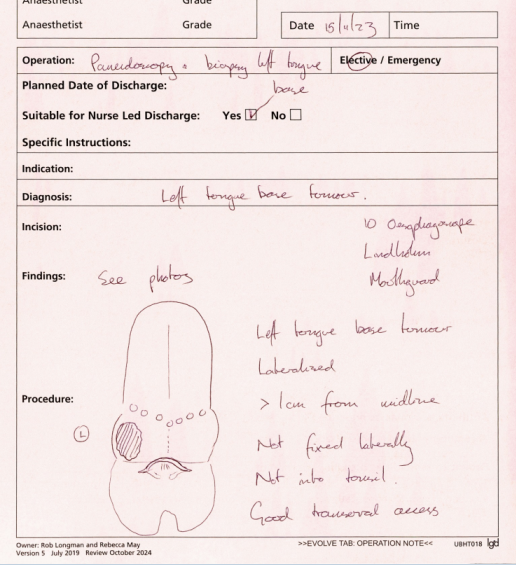 Anaesthetist Grade
Anaesthetist Grade
Date 15/11/23 Time
Operation: Panendoscopy + biopsy left tongue base
Elective / Emergency
Planned Date of Discharge:
Suitable for Nurse Led Discharge: Yes ☑ No ☐
Specific Instructions:
Indication:
Diagnosis: Left tongue base tumour.
Incision:
10 Oesophagoscope
Lindholm
Mouthguard
Findings: See photos
Left tongue base tumour
Lateralised
Procedure:
> 1cm from midline
L
Not fixed laterally
Not into tonsil.
Good transoral access
Owner: Rob Longman and Rebecca May
Version 5 July 2019 Review October 2024
>>EVOLVE TAB: OPERATION NOTE<<
UBHT018 lgtd